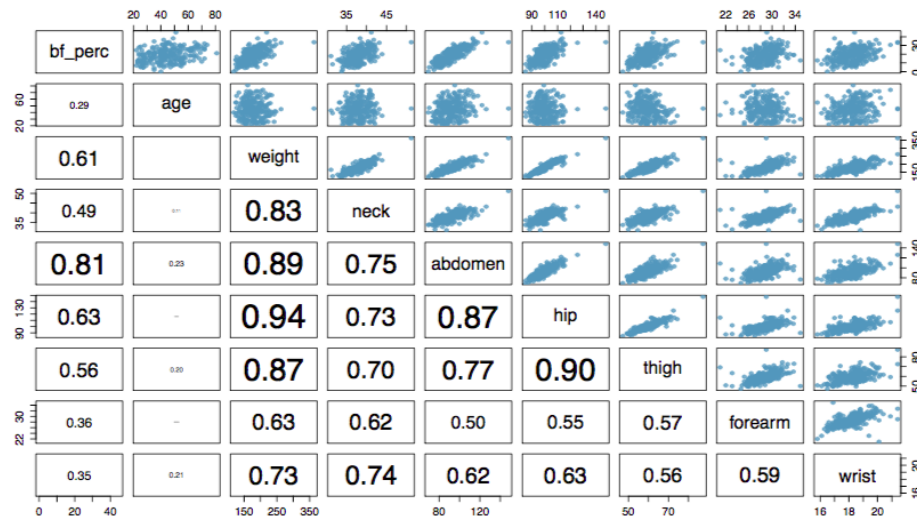 20 40 60 80 35 45 90 110 140 22 26 30 34
bf_perc 0 30
60 0.29 age
20
0.61 weight 150 350
50 0.49 0.83 neck
35
0.81 0.23 0.89 0.75 abdomen 80 140
130 0.63 0.94 0.73 0.87 hip
90
0.56 0.20 0.87 0.70 0.77 0.90 thigh 50 80
30 0.36 0.63 0.62 0.50 0.55 0.57 forearm
22
0.35 0.21 0.73 0.74 0.62 0.63 0.56 0.59 wrist 16 20
0 20 40 150 250 350 80 120 50 70 16 18 20